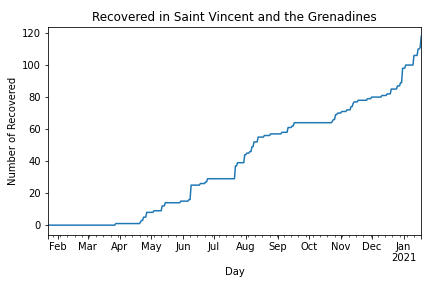 Recovered in Saint Vincent and the Grenadines
Number of Recovered
120
100
80
60
40
20
0
Feb Mar Apr May Jun Jul Aug Sep Oct Nov Dec Jan
2021
Day